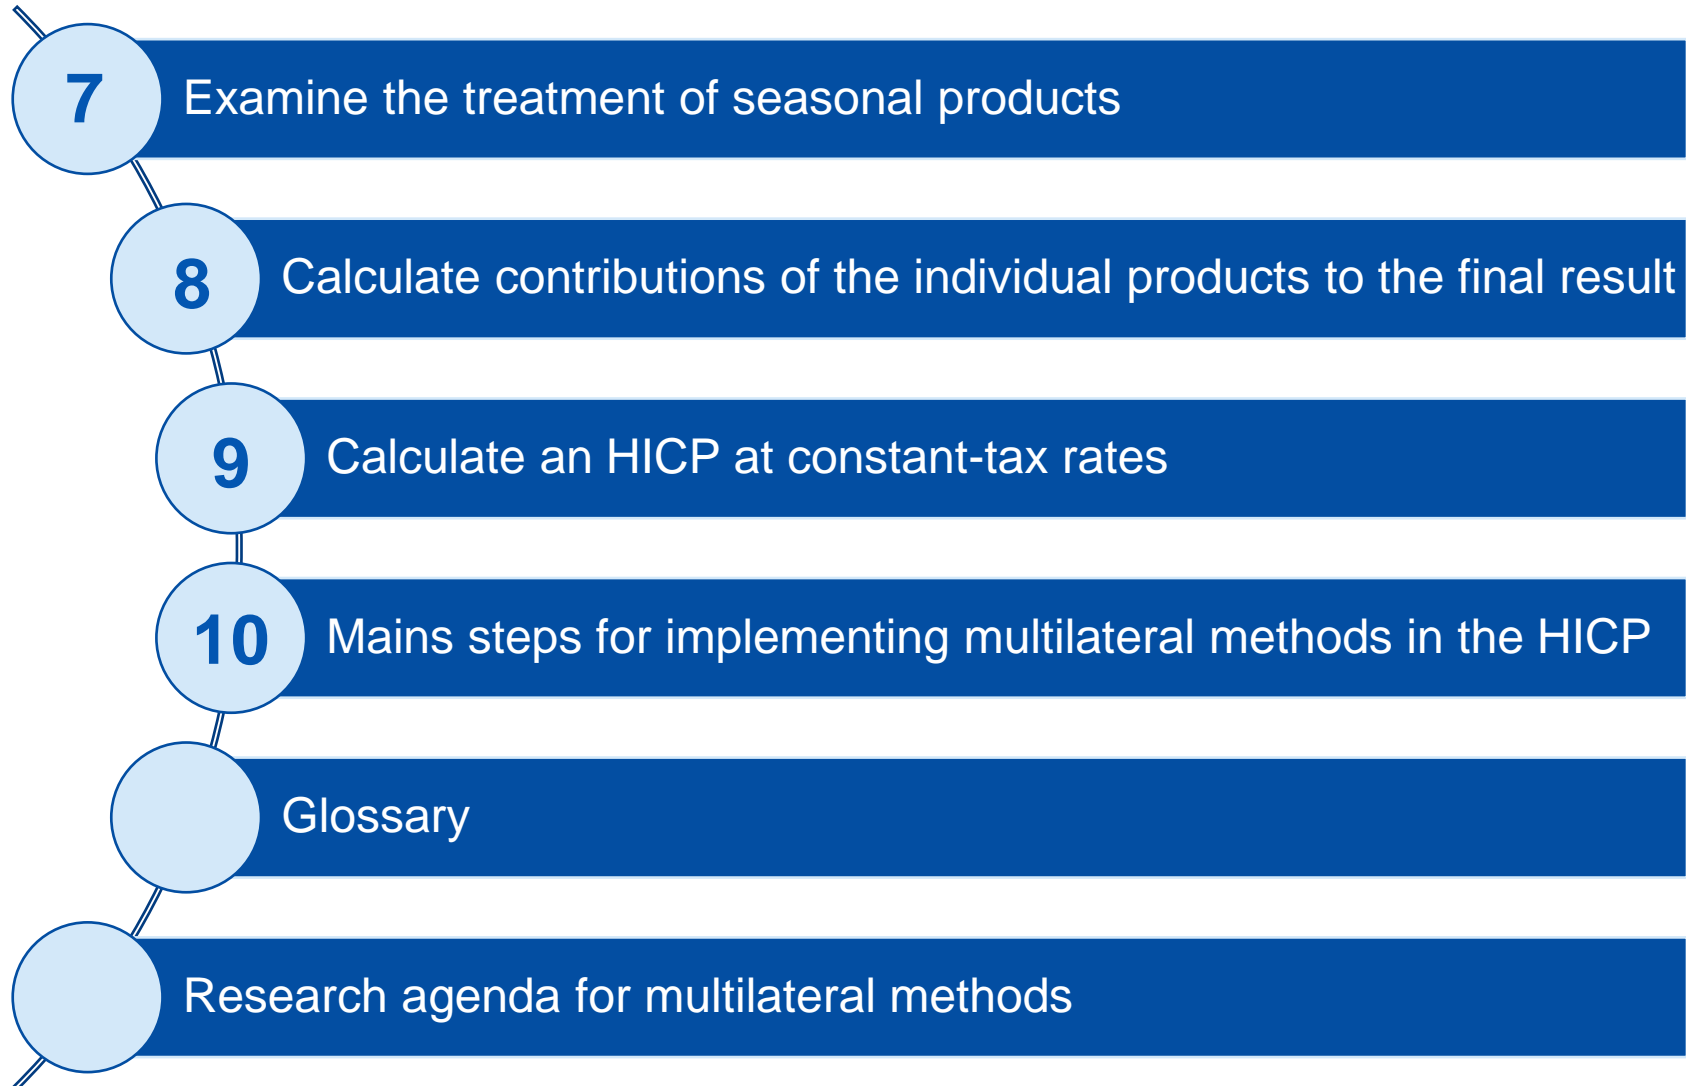 7 Examine the treatment of seasonal products
8 Calculate contributions of the individual products to the final result
9 Calculate an HICP at constant-tax rates
10 Mains steps for implementing multilateral methods in the HICP
Glossary
Research agenda for multilateral methods